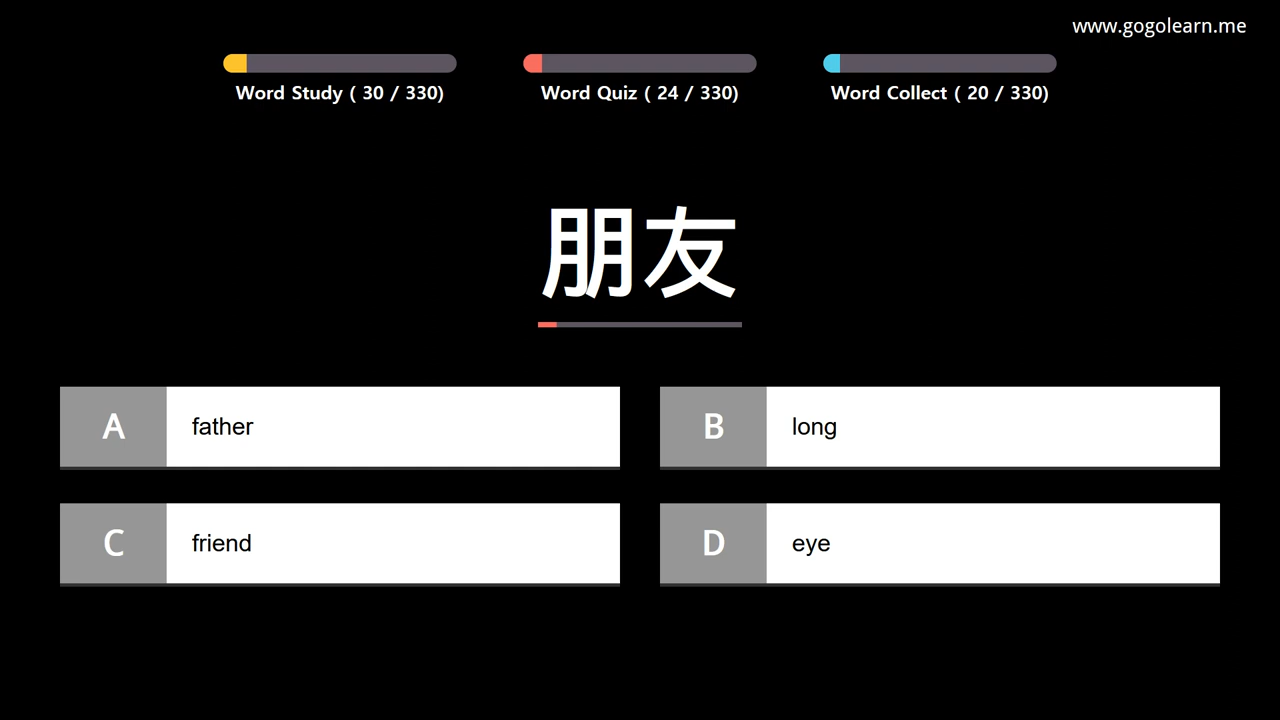 www.gogolearn.me
Word Study ( 30 / 330)
Word Quiz ( 24 / 330)
Word Collect ( 20 / 330)
朋友
A father
B long
C friend
D eye